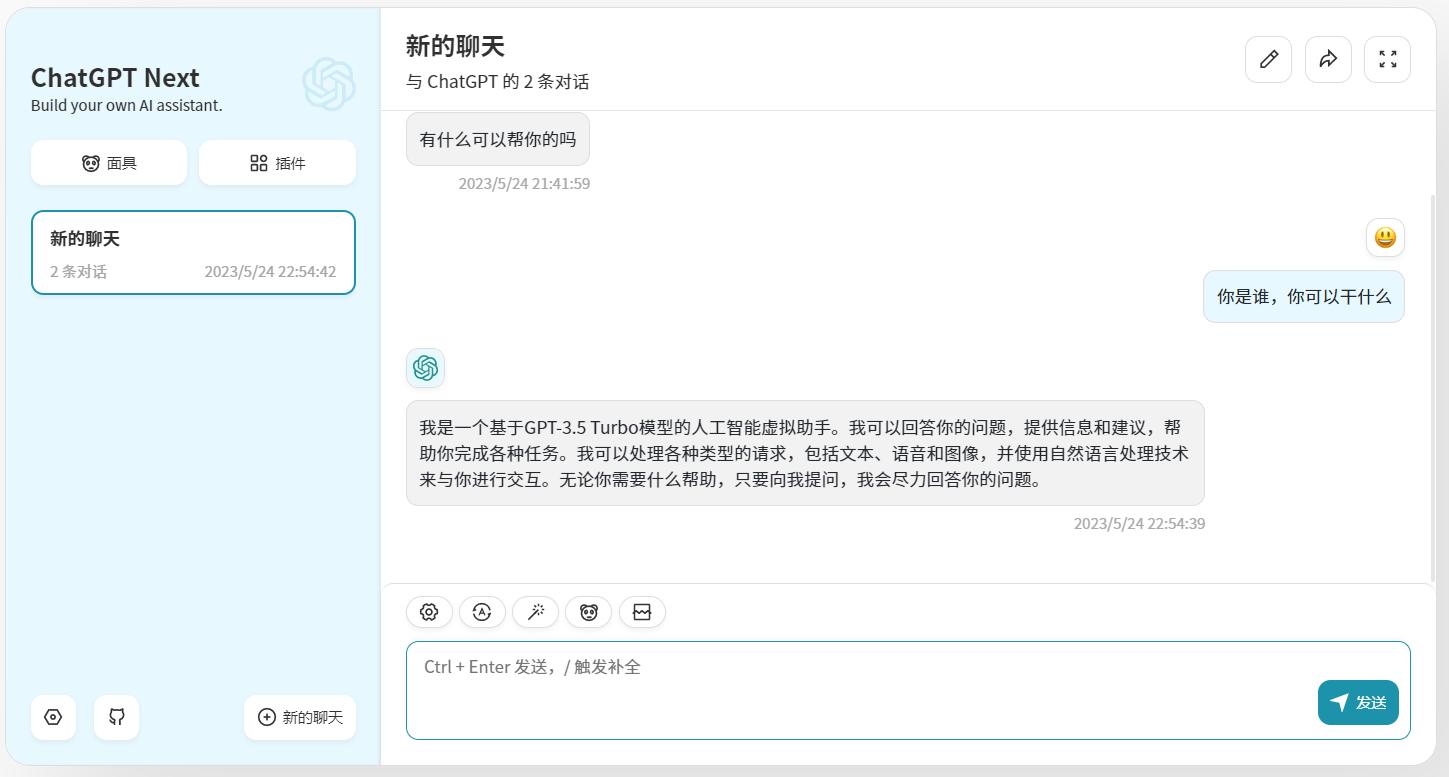 ChatGPT Next
Build your own AI assistant.
面具
插件
新的聊天
2 条对话
2023/5/24 22:54:42
新的聊天
新的聊天
与 ChatGPT 的 2 条对话
有什么可以帮你的吗
2023/5/24 21:41:59
你是谁，你可以干什么
我是一个基于GPT-3.5 Turbo模型的人工智能虚拟助手。我可以回答你的问题，提供信息和建议，帮
助你完成各种任务。我可以处理各种类型的请求，包括文本、语音和图像，并使用自然语言处理技术
来与你进行交互。无论你需要什么帮助，只要向我提问，我会尽力回答你的问题。
2023/5/24 22:54:39
Ctrl + Enter 发送，/ 触发补全
发送